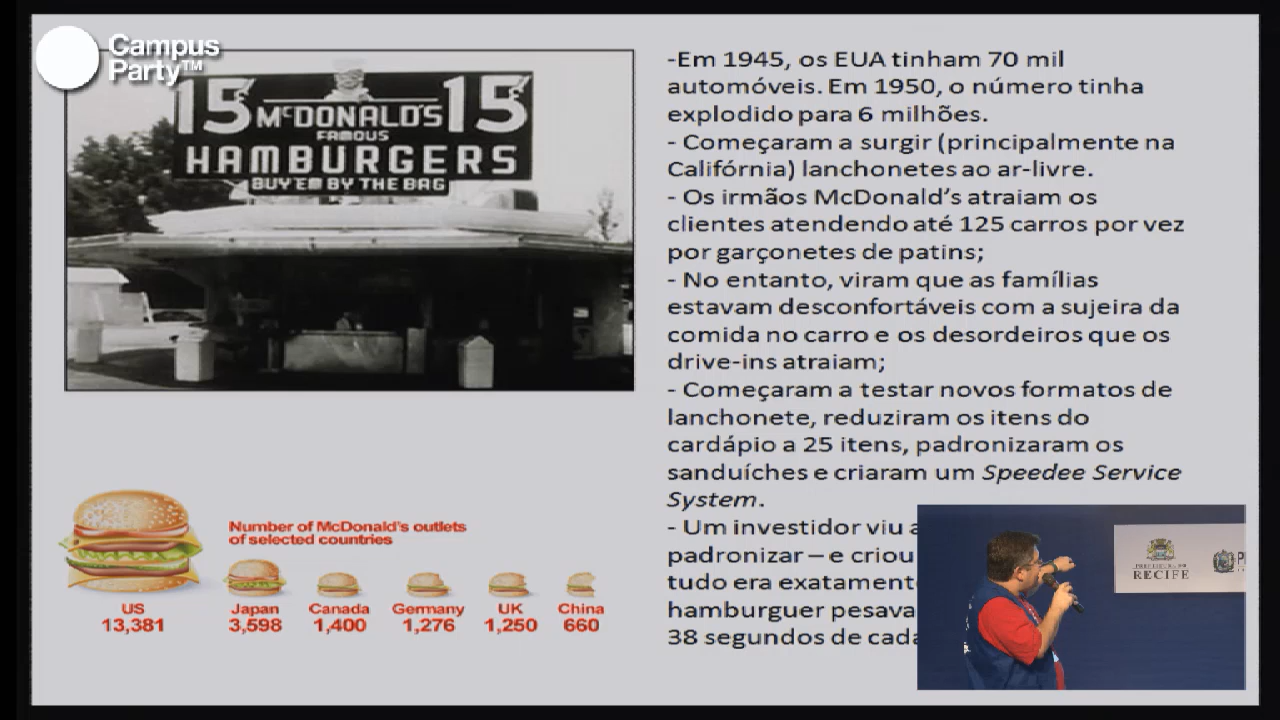 Campus
Party™
15¢ McDONALD'S 15¢
FAMOUS
HAMBURGERS
BUY'EM BY THE BAG
-Em 1945, os EUA tinham 70 mil
automóveis. Em 1950, o número tinha
explodido para 6 milhões.
- Começaram a surgir (principalmente na
Califórnia) lanchonetes ao ar-livre.
- Os irmãos McDonald's atraiam os
clientes atendendo até 125 carros por vez
por garçonetes de patins;
- No entanto, viram que as famílias
estavam desconfortáveis com a sujeira da
comida no carro e os desordeiros que os
drive-ins atraiam;
- Começaram a testar novos formatos de
lanchonete, reduziram os itens do
cardápio a 25 itens, padronizaram os
sanduíches e criaram um Speedee Service
System.
- Um investidor viu a
padronizar – e criou
tudo era exatament
hamburguer pesava
38 segundos de cada
Number of McDonald's outlets
of selected countries
US
13,381
Japan
3,598
Canada
1,400
Germany
1,276
UK
1,250
China
660
PREFEITURA DO
RECIFE